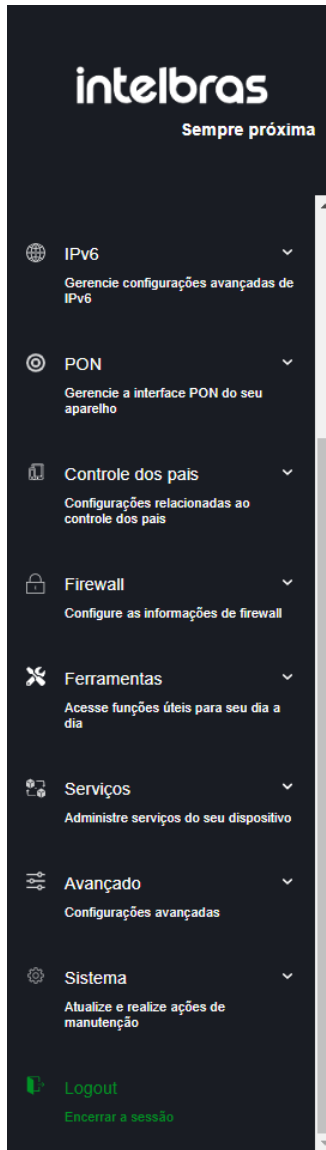 intelbras
Sempre próxima
IPv6
Gerencie configurações avançadas de
IPv6
PON
Gerencie a interface PON do seu
aparelho
Controle dos pais
Configurações relacionadas ao
controle dos pais
Firewall
Configure as informações de firewall
Ferramentas
Acesse funções úteis para seu dia a
dia
Serviços
Administre serviços do seu dispositivo
Avançado
Configurações avançadas
Sistema
Atualize e realize ações de
manutenção
Logout
Encerrar a sessão